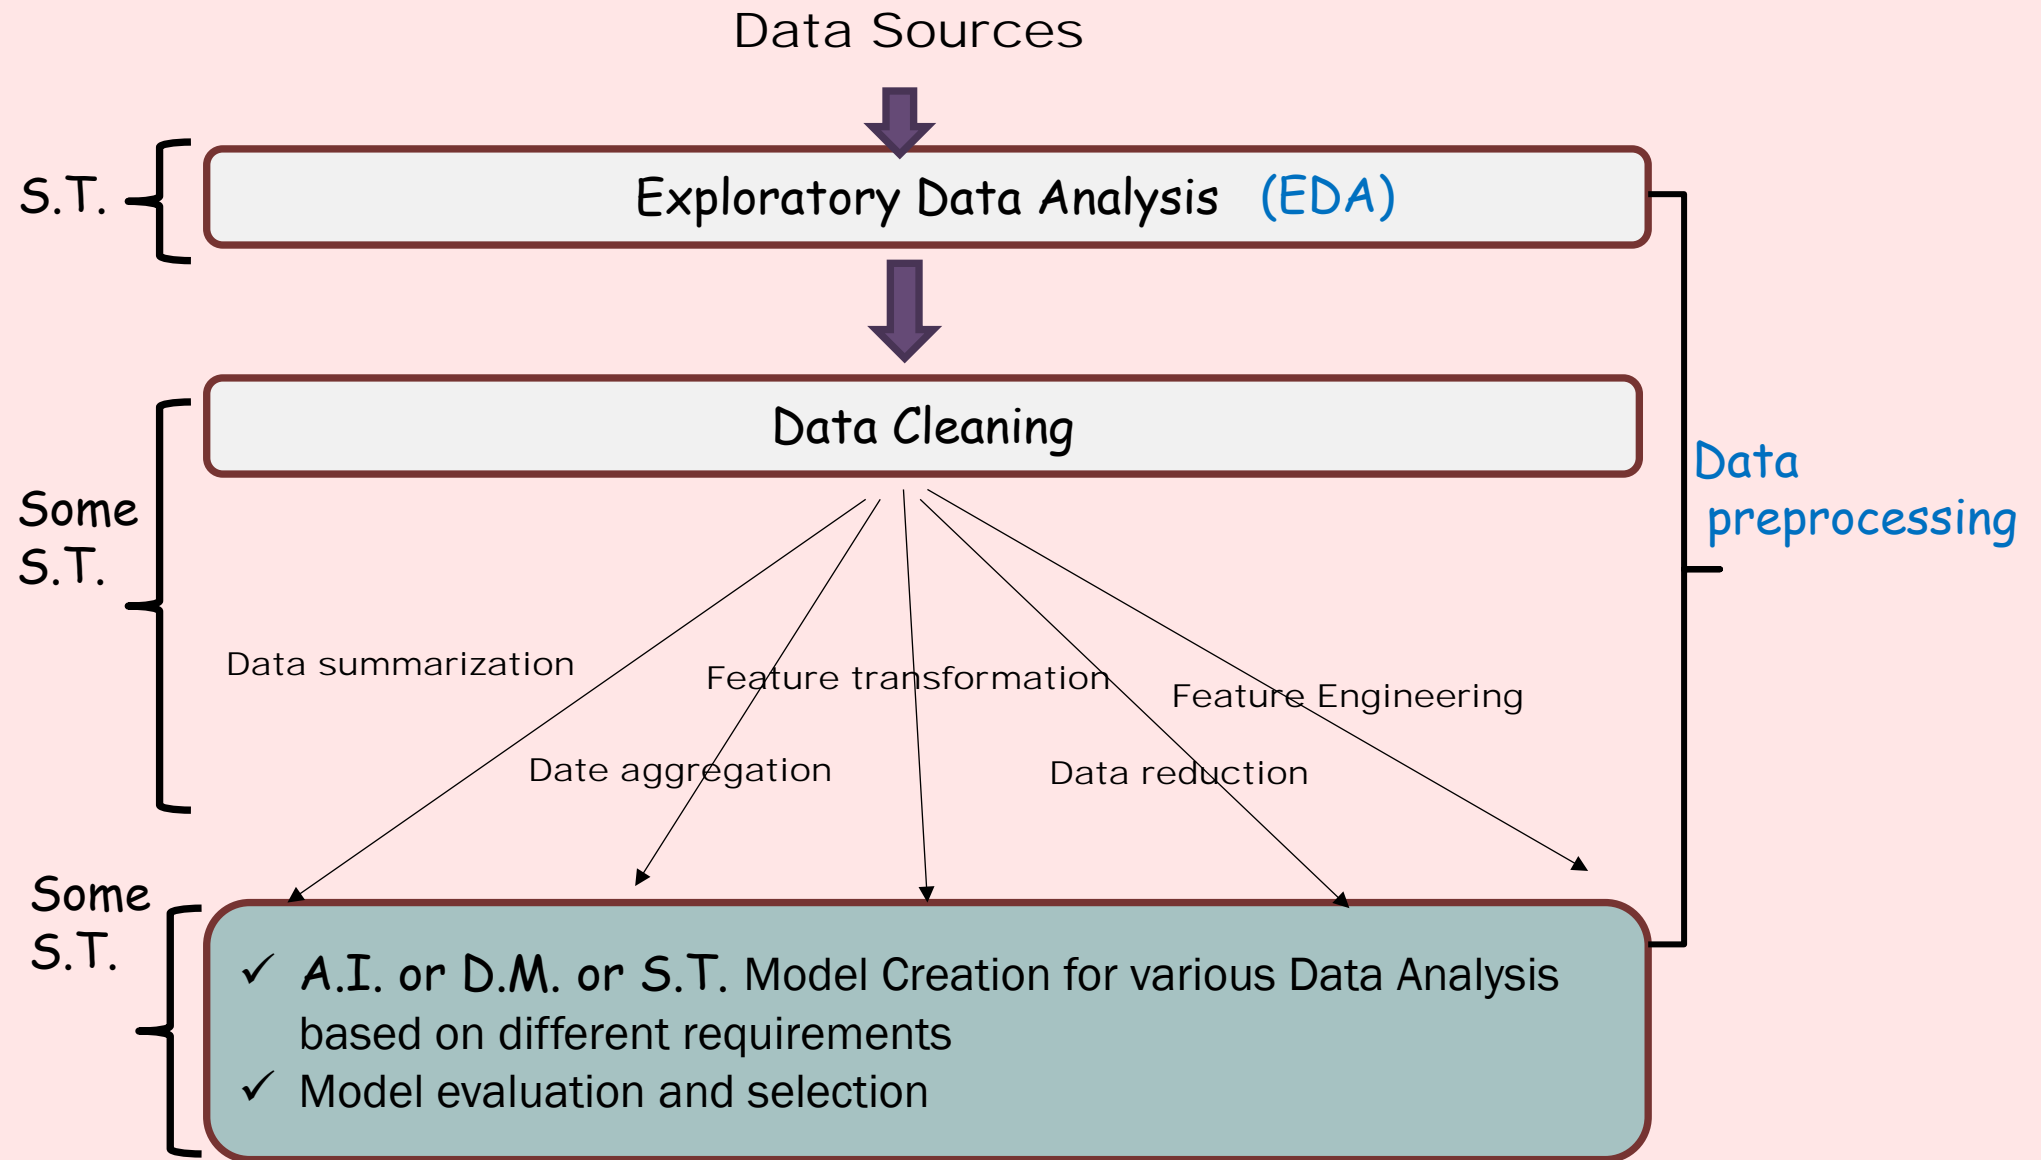 Data Sources
S.T.
Exploratory Data Analysis (EDA)
Data Cleaning
Data
preprocessing
Some
S.T.
Data summarization
Feature transformation
Feature Engineering
Date aggregation
Data reduction
Some
S.T.
✓ A.I. or D.M. or S.T. Model Creation for various Data Analysis
based on different requirements
✓ Model evaluation and selection